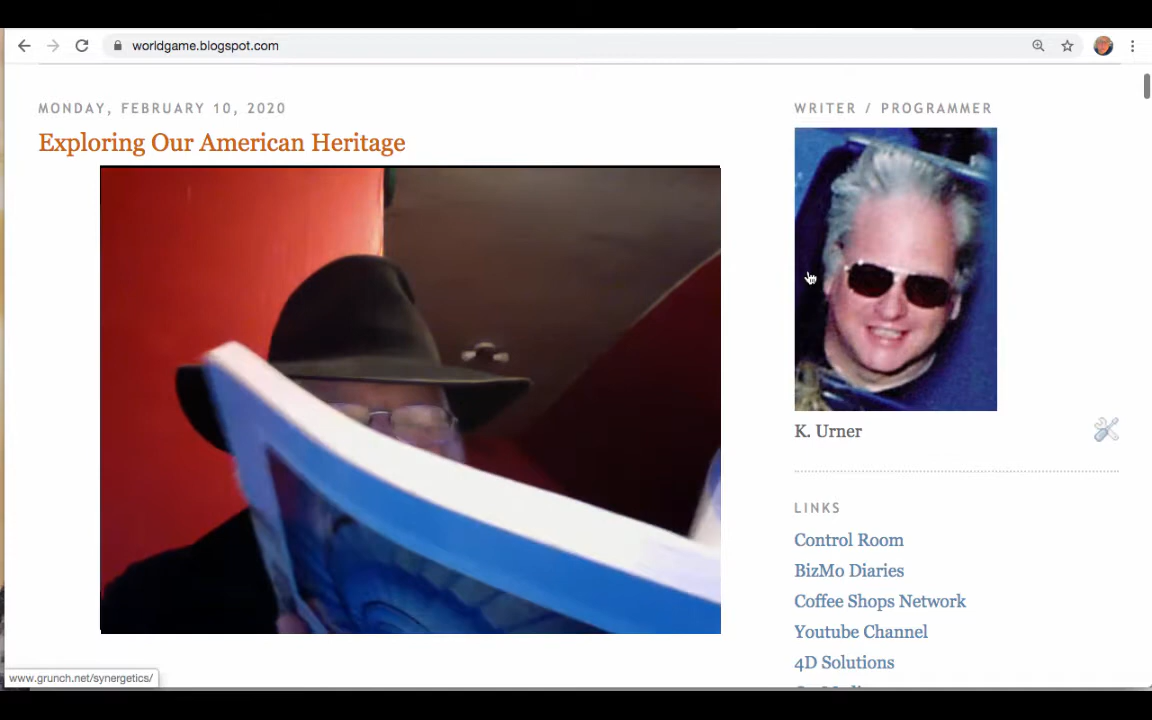 worldgame.blogspot.com
MONDAY, FEBRUARY 10, 2020
Exploring Our American Heritage
WRITER / PROGRAMMER
K. Urner
LINKS
Control Room
BizMo Diaries
Coffee Shops Network
Youtube Channel
4D Solutions
www.grunch.net/synergetics/